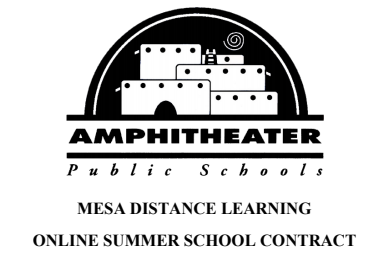 AMPHITHEATER
Public Schools
MESA DISTANCE LEARNING
ONLINE SUMMER SCHOOL CONTRACT